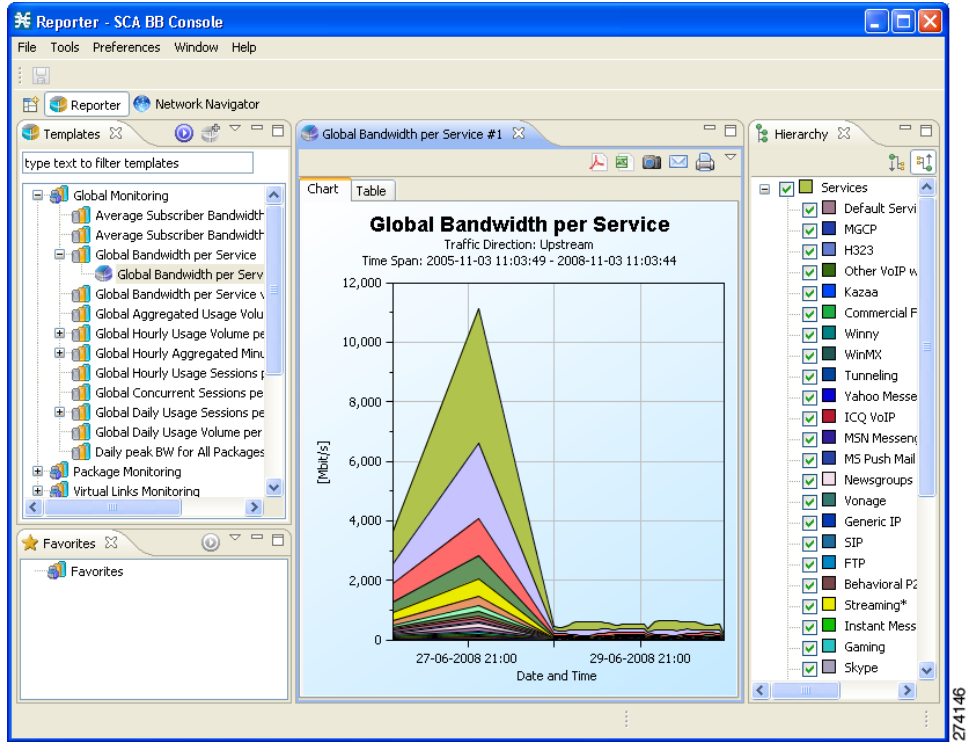 Reporter - SCA BB Console
File Tools Preferences Window Help
Reporter Network Navigator
Templates
type text to filter templates
Global Monitoring
Average Subscriber Bandwidth
Average Subscriber Bandwidth
Global Bandwidth per Service
Global Bandwidth per Serv
Global Bandwidth per Service v
Global Aggregated Usage Volu
Global Hourly Usage Volume pe
Global Hourly Aggregated Minu
Global Hourly Usage Sessions p
Global Concurrent Sessions pe
Global Daily Usage Sessions pe
Global Daily Usage Volume per
Daily peak BW for All Packages
Package Monitoring
Virtual Links Monitoring
Favorites
Favorites
Global Bandwidth per Service #1
Chart Table
Global Bandwidth per Service
Traffic Direction: Upstream
Time Span: 2005-11-03 11:03:49 - 2008-11-03 11:03:44
12,000
10,000
8,000
6,000
4,000
2,000
0
[Mbit/s]
27-06-2008 21:00 29-06-2008 21:00
Date and Time
Hierarchy
Services
Default Servi
MGCP
H323
Other VoIP w
Kazaa
Commercial F
Winny
WinMX
Tunneling
Yahoo Messe
ICQ VoIP
MSN Messeng
MS Push Mail
Newsgroups
Vonage
Generic IP
SIP
FTP
Behavioral P2
Streaming*
Instant Mess
Gaming
Skype
274146